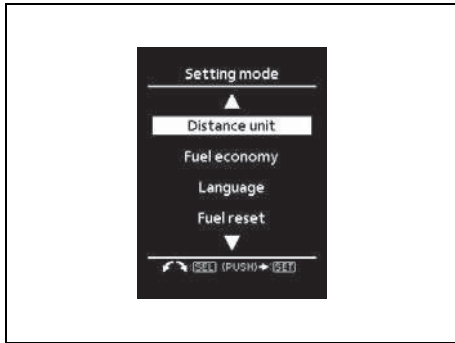 Setting mode
Distance unit
Fuel economy
Language
Fuel reset
SEL (PUSH) SET